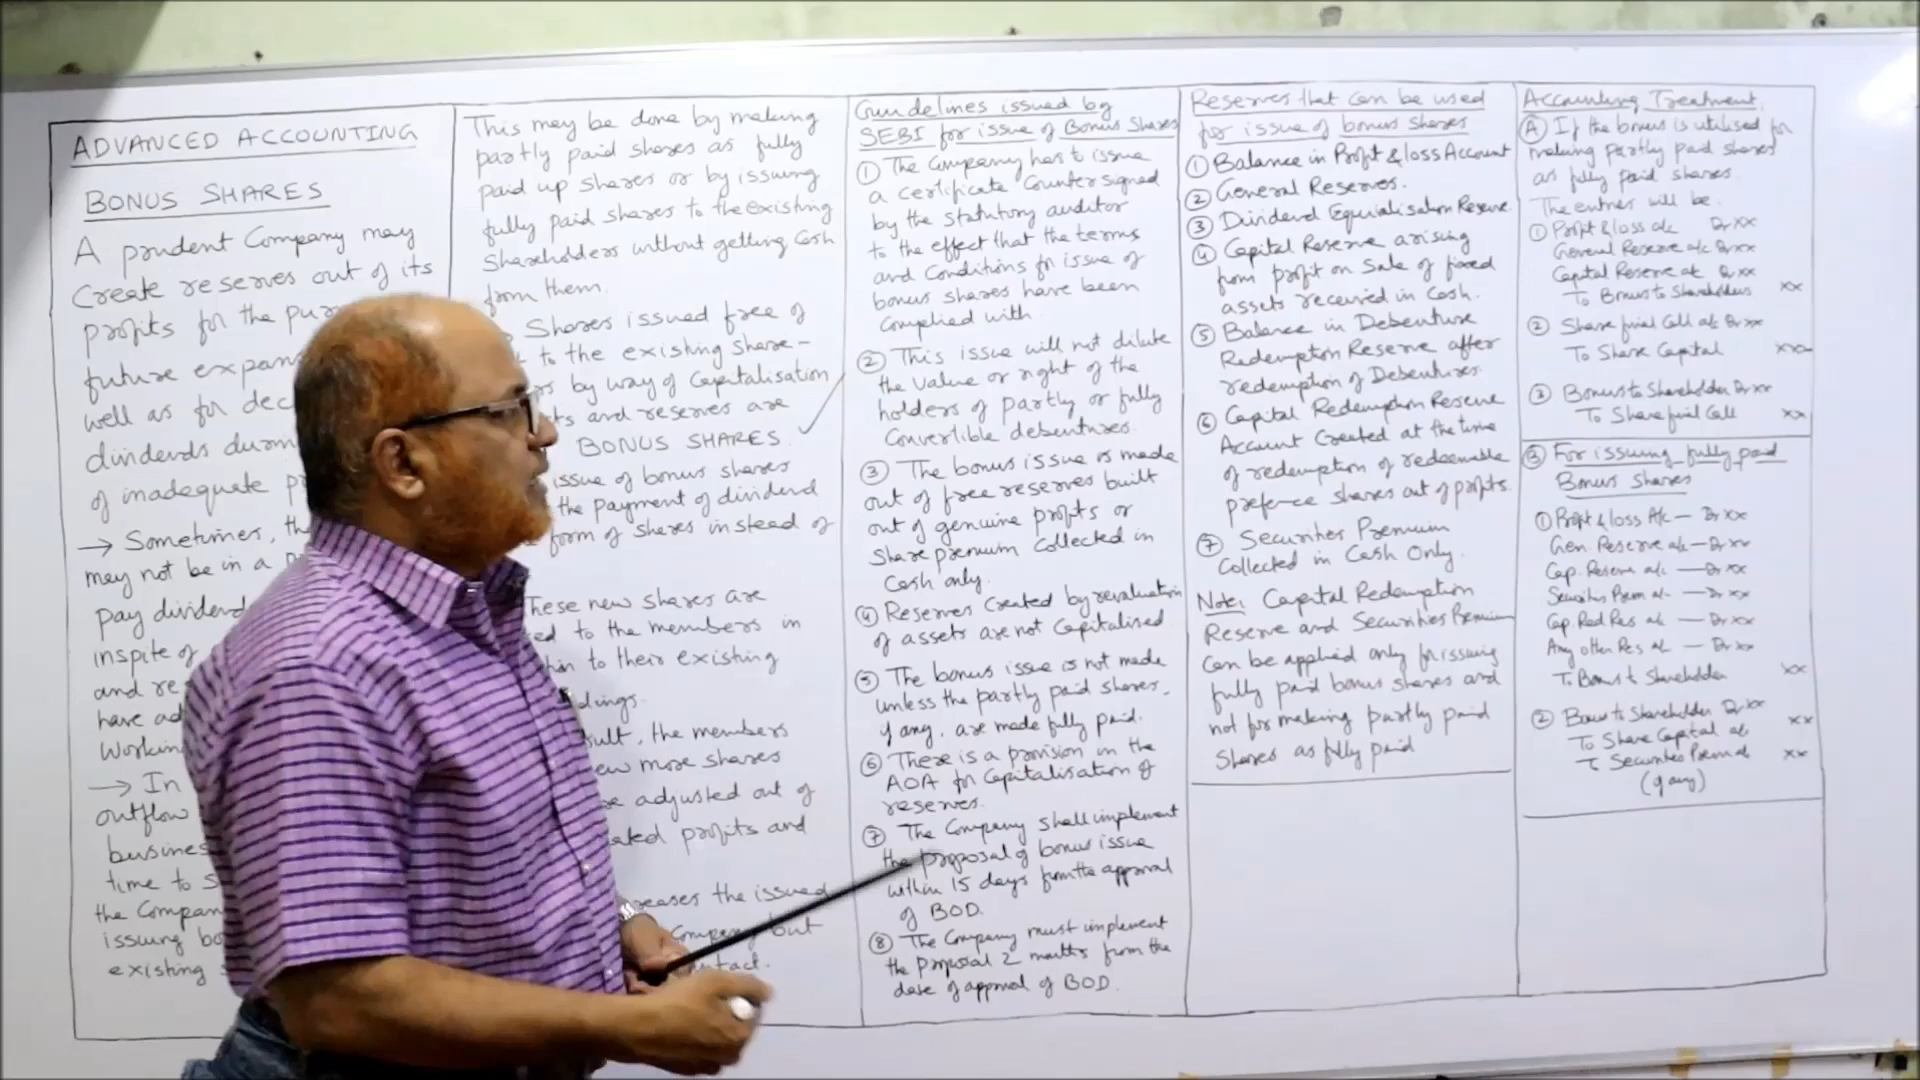 ADVANCED ACCOUNTING
BONUS SHARES
A prudent Company may
Create reserves out of its
profits for the
future
well as for
dividends
of inadequate
→ Sometimes,
may not be in a
pay dividend
inspite of
and
have
Working
→ In
outflow
time to
the Compan
issuing
existing
This may be done by making
partly paid shares as fully
paid up shares or by issuing
fully paid shares to the existing
Shareholders without getting Cash
from them.
Shares issued free of
to the existing share-
by way of Capitalisation
and reserves are
BONUS SHARES.
issue of bonus shares
the payment of dividend
form of shares instead of
These new shares are
to the members in
to their existing
the members
more shares
adjusted out of
profits and
the issued
Company but
intact.
Guidelines issued by
SEBI for issue of Bonus Shares
① The Company has t issue
a certificate Counter signed
by the statutory auditor
to the effect that the terms
and Conditions for issue of
bonus shares have been
Complied with.
② This issue will not dilute
the value or right of the
holders of partly or fully
Convertible debentures.
③ The bonus issue is made
out of free reserves built
out of genuine profits or
Share premium collected in
Cash only.
④ Reserves Created by revaluation
of assets are not Capitalised
⑤ The bonus issue is not made
unless the partly paid shares,
if any, are made fully paid.
⑥ There is a provision in the
AOA for Capitalisation of
reserves.
⑦ The Company shall implement
the proposal of bonus issue
within 15 days from the approval
of BOD.
⑧ The Company must implement
the proposal 2 months from the
date of approval of BOD.
Reserves that can be used
for issue of bonus shares
① Balance in Profit & loss Account
② General Reserves.
③ Dividend Equialisation Reserve
④ Capital Reserve arising
from profit on Sale of fixed
assets received in Cash.
⑤ Balance in Debenture
Redemption Reserve after
redemption of Debentures.
⑥ Capital Redemption Reserve
Account Created at the time
of redemption of redeemable
prefence shares out of profits.
⑦ Securities Premium
Collected in Cash Only.
Note: Capital Redemption
Reserve and Securities Premium
Can be applied only for issuing
fully paid bonus shares and
not for making partly paid
Shares as fully paid
Accounting Treatment
Ⓐ If the bonus is utilised for
making partly paid shares
as fully paid shares.
The entries will be.
① Profit & loss a/c Dr xx
General Reserve a/c Dr xx
Capital Reserve a/c Dr xx
To Bonus to Shareholders xx
② Share final Call a/c Dr xx
To Share Capital
③ Bonus to Shareholder Dr xx
To Share final Call xx
Ⓑ For issuing fully paid
Bonus Shares
① Profit & loss A/c — Dr xx
Gen. Reserve a/c — Dr xx
Cap. Reserve a/c — Dr xx
Securities Prem a/c — Dr xx
Cap Red Res a/c — Dr xx
Any other Res a/c — Dr xx
To Bonus to Shareholder xx
② Bonus to Shareholder Dr xx
To Share Capital a/c xx
To Securities Prem a/c xx
(if any)